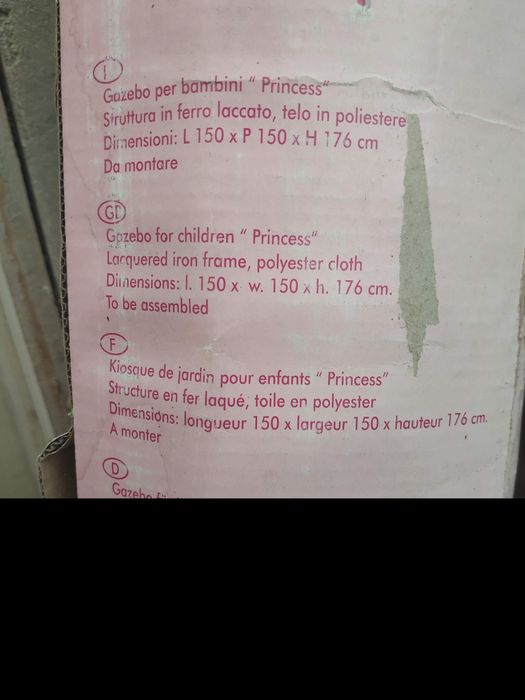 I
Gazebo per bambini " Princess"
Struttura in ferro laccato, telo in poliestere
Dimensioni: L 150 x P 150 x H 176 cm
Da montare
GB
Gazebo for children " Princess"
Lacquered iron frame, polyester cloth
Dimensions: l. 150 x w. 150 x h. 176 cm.
To be assembled
F
Kiosque de jardin pour enfants " Princess"
Structure en fer laqué, toile en polyester
Dimensions: longueur 150 x largeur 150 x hauteur 176 cm.
A monter
D
Gazebo